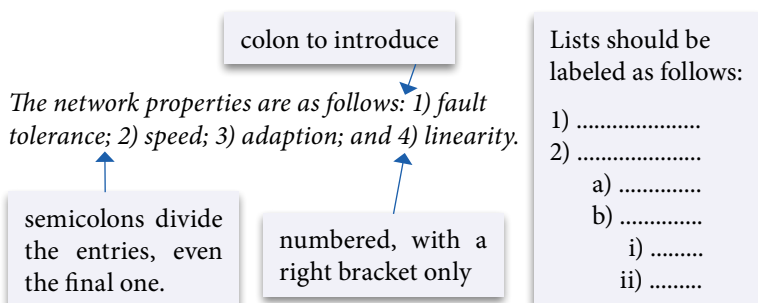 colon to introduce
The network properties are as follows: 1) fault
tolerance; 2) speed; 3) adaption; and 4) linearity.
semicolons divide
the entries, even
the final one.
numbered, with a
right bracket only
Lists should be
labeled as follows:
1) .....................
2) .....................
a) ..............
b) ..............
i) .........
ii) .........